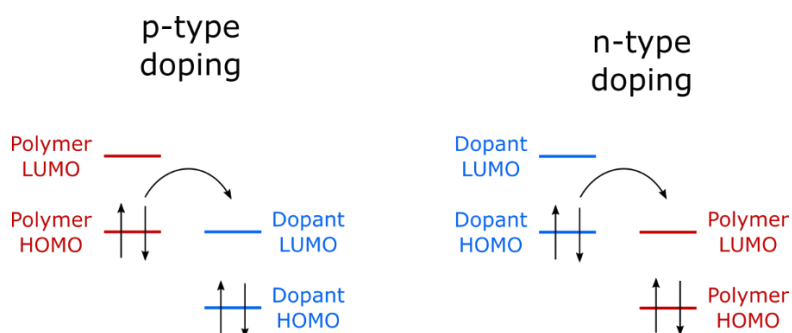 p-type
doping
Polymer
LUMO
Polymer
HOMO
Dopant
LUMO
Dopant
HOMO
n-type
doping
Dopant
LUMO
Dopant
HOMO
Polymer
LUMO
Polymer
HOMO